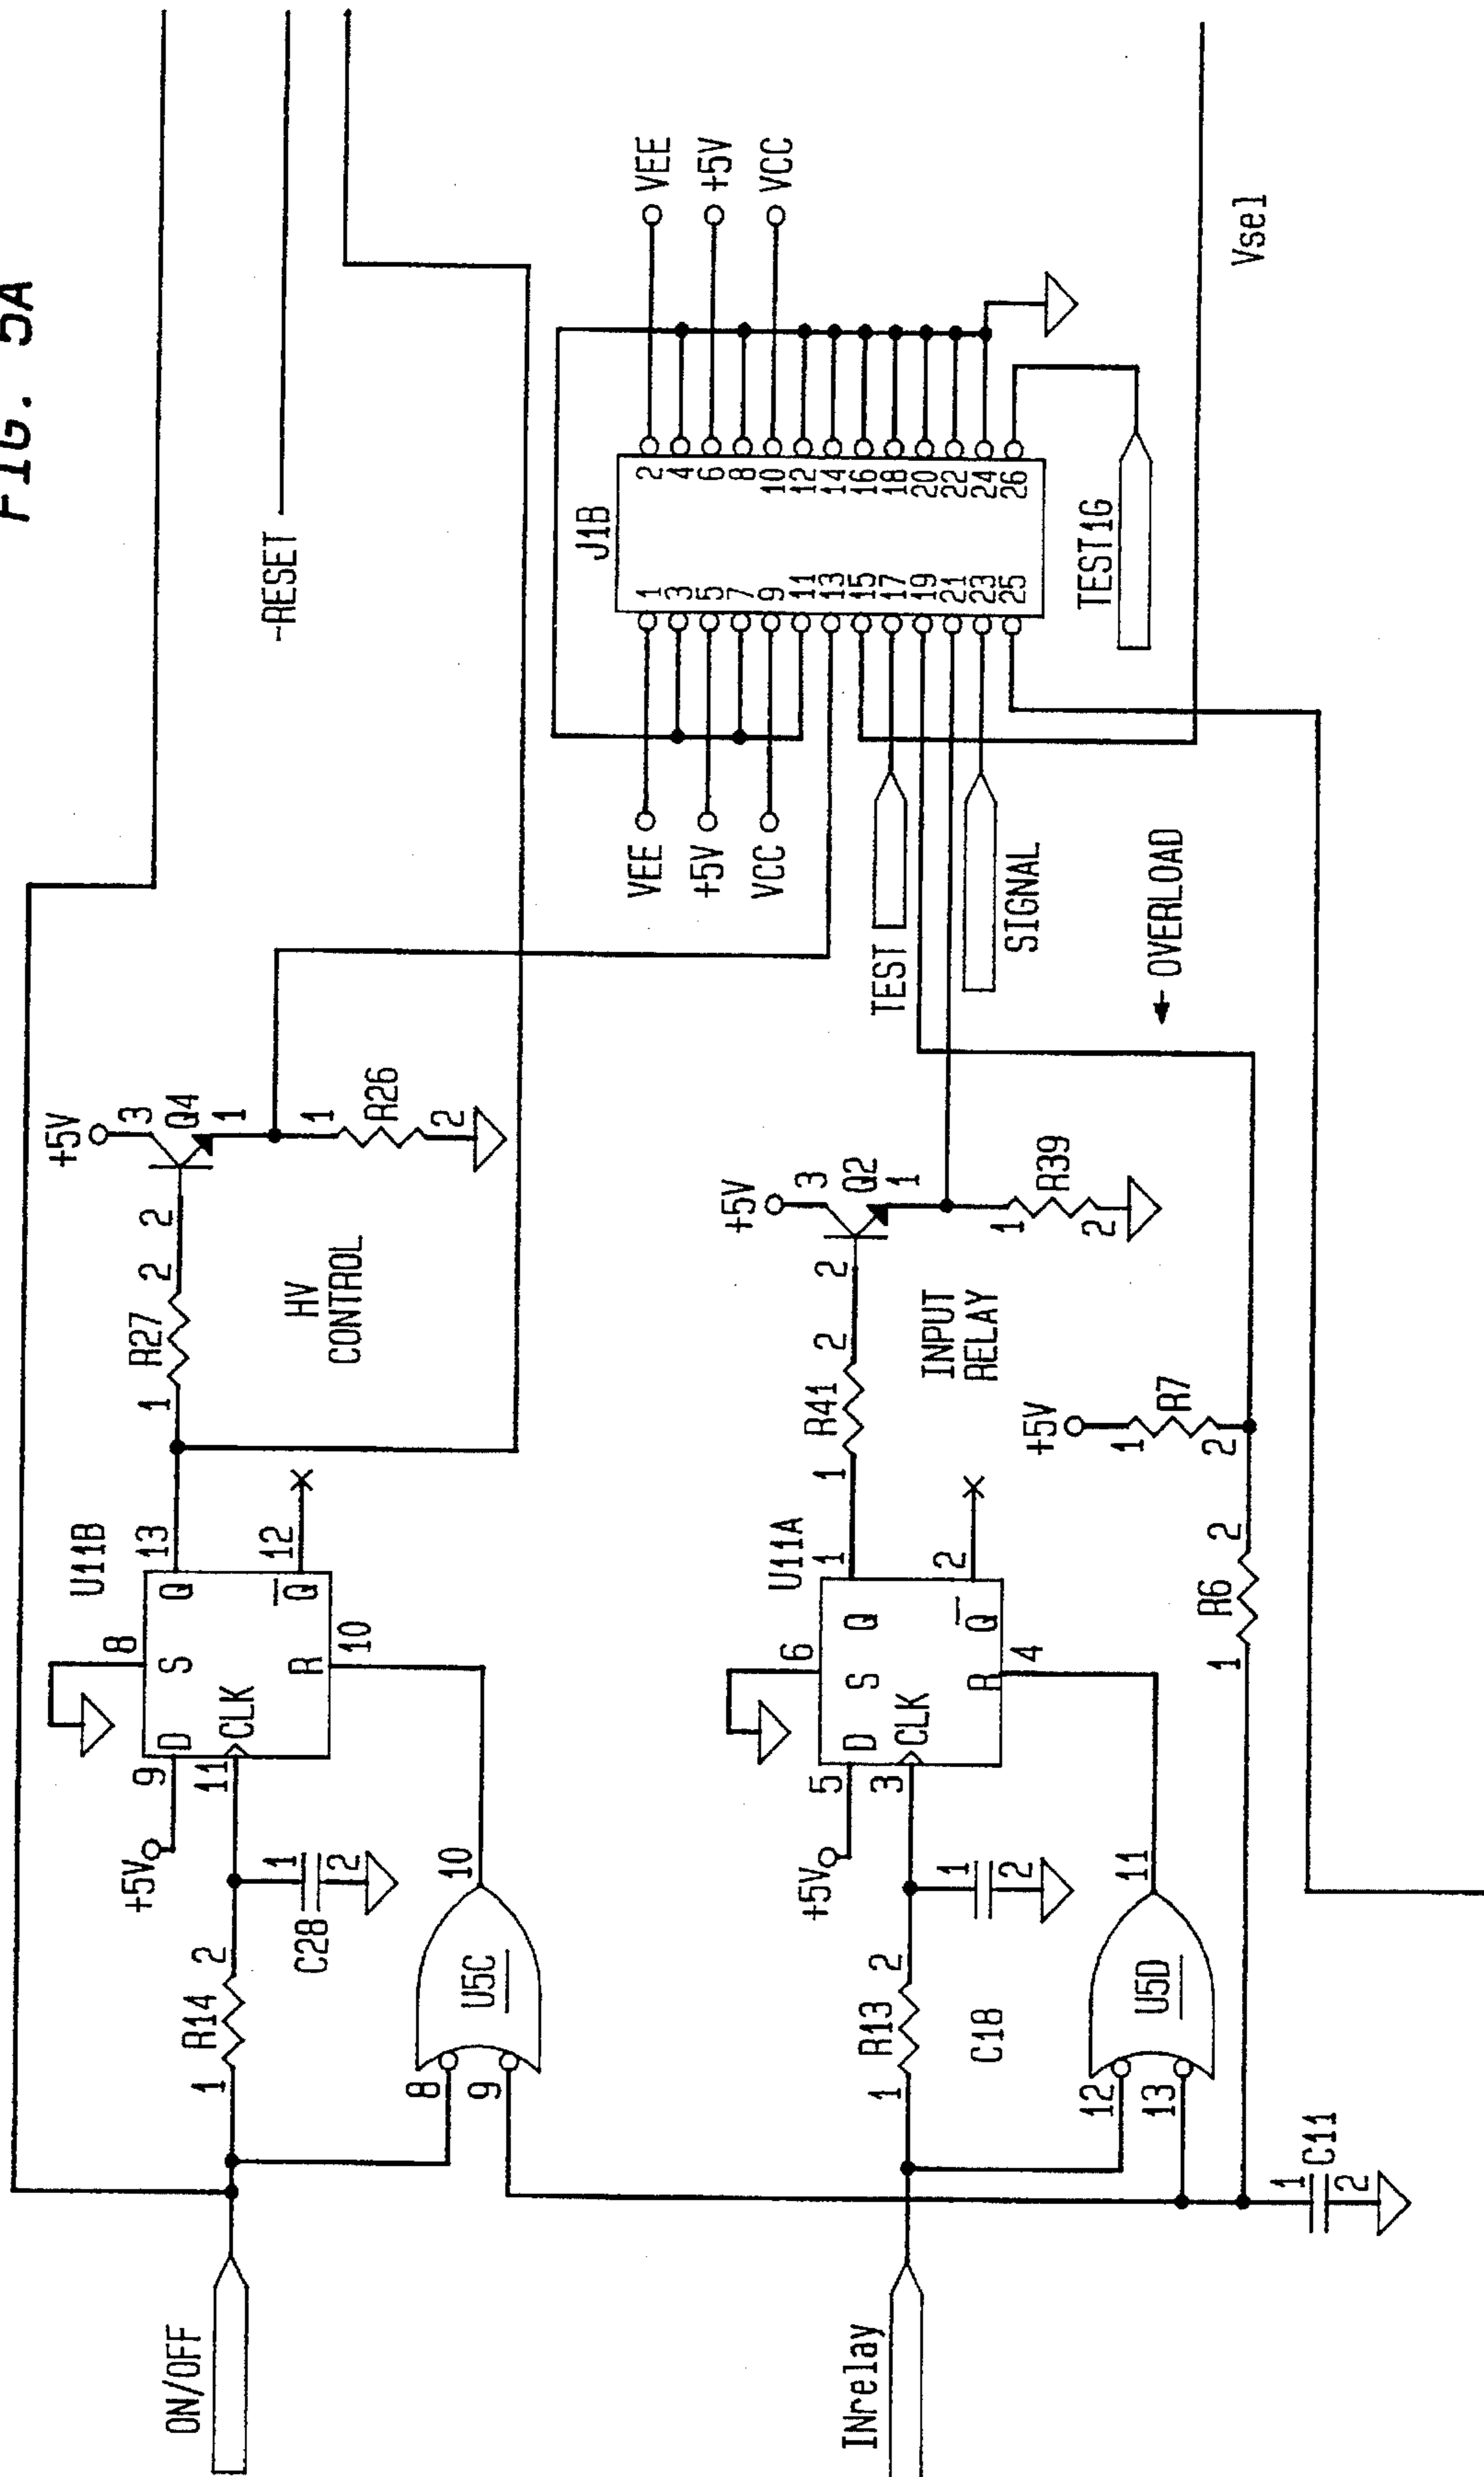 FIG. 5A
-RESET
ON/OFF
R14
1
2
C28
1
2
+5V
9
11
D
CLK
S
R
Q
Q
8
10
U11B
13
12
R27
1
2
2
+5V
3
Q4
1
1
R26
2
HV
CONTROL
8
9
U5C
10
J1B
1
3
5
7
9
11
13
15
17
19
21
23
25
2
4
6
8
10
12
14
16
18
20
22
24
26
VEE
+5V
VCC
VEE
+5V
VCC
TEST
SIGNAL
TEST1G
Vsel
← OVERLOAD
INrelay
R13
1
2
C18
1
2
+5V
5
3
D
CLK
S
R
Q
Q
6
4
U11A
1
2
R41
1
2
2
+5V
3
Q2
1
1
R39
2
INPUT
RELAY
12
13
U5D
11
+5V
1
R7
2
R6
1
2
1
C11
2